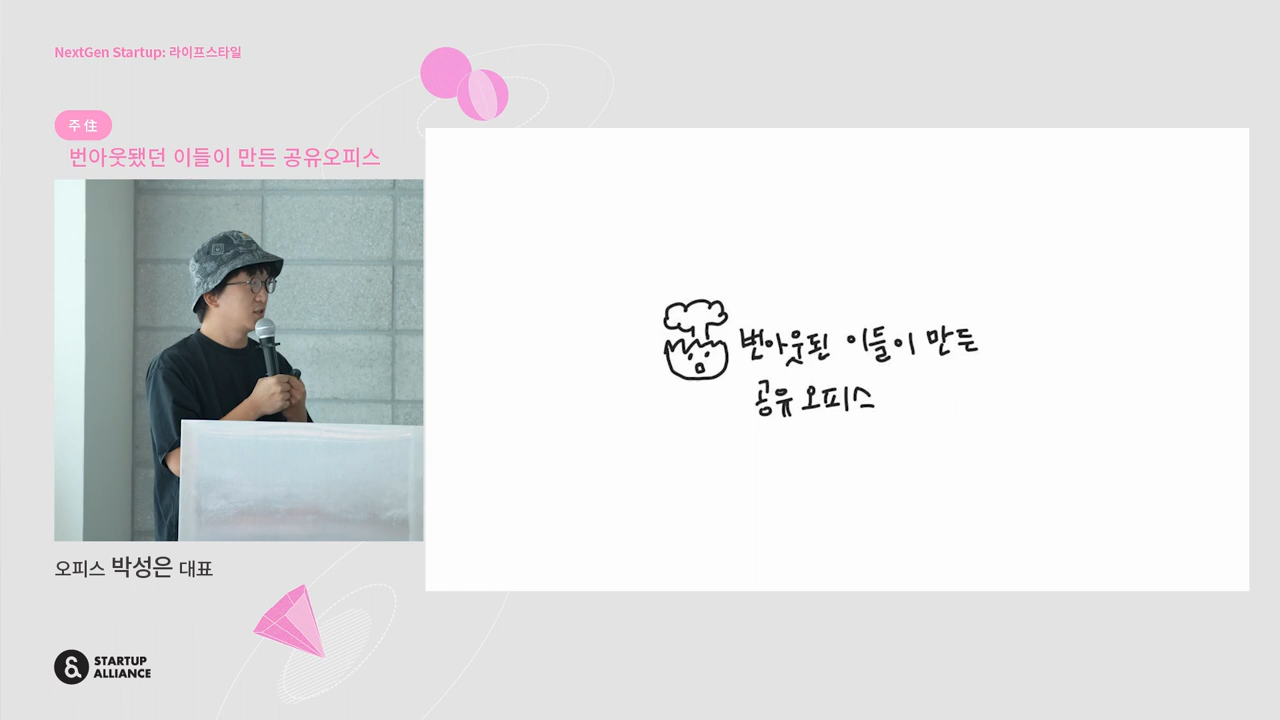 NextGen Startup: 라이프스타일
주 住
번아웃됐던 이들이 만든 공유오피스
번아웃된 이들이 만든
공유오피스
오피스 박성은 대표
STARTUP
ALLIANCE